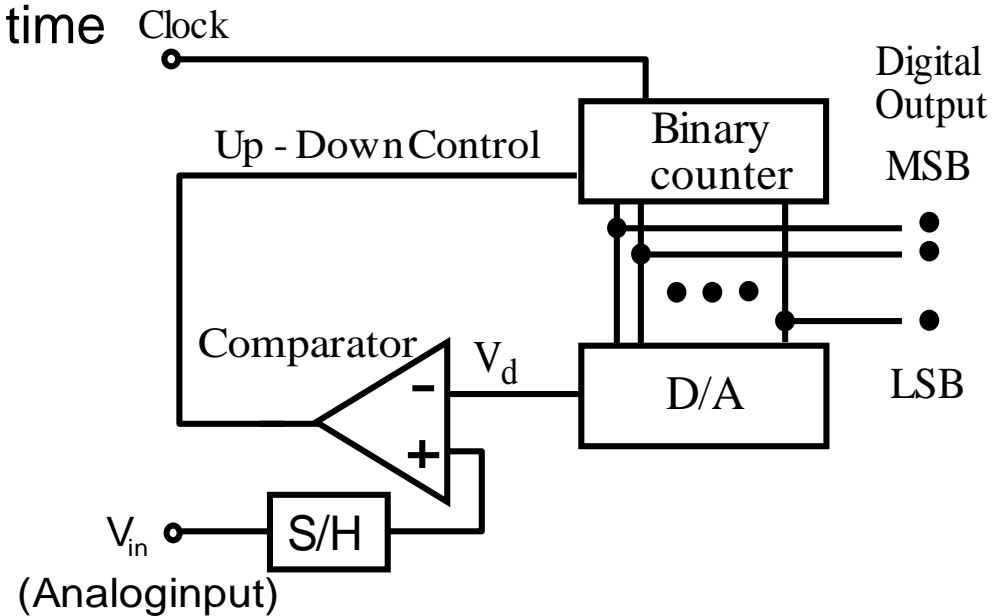 time
Clock
Digital
Output
Binary
counter
Up - Down Control
MSB
Comparator
V_d
D/A
LSB
-
+
V_in
S/H
(Analoginput)